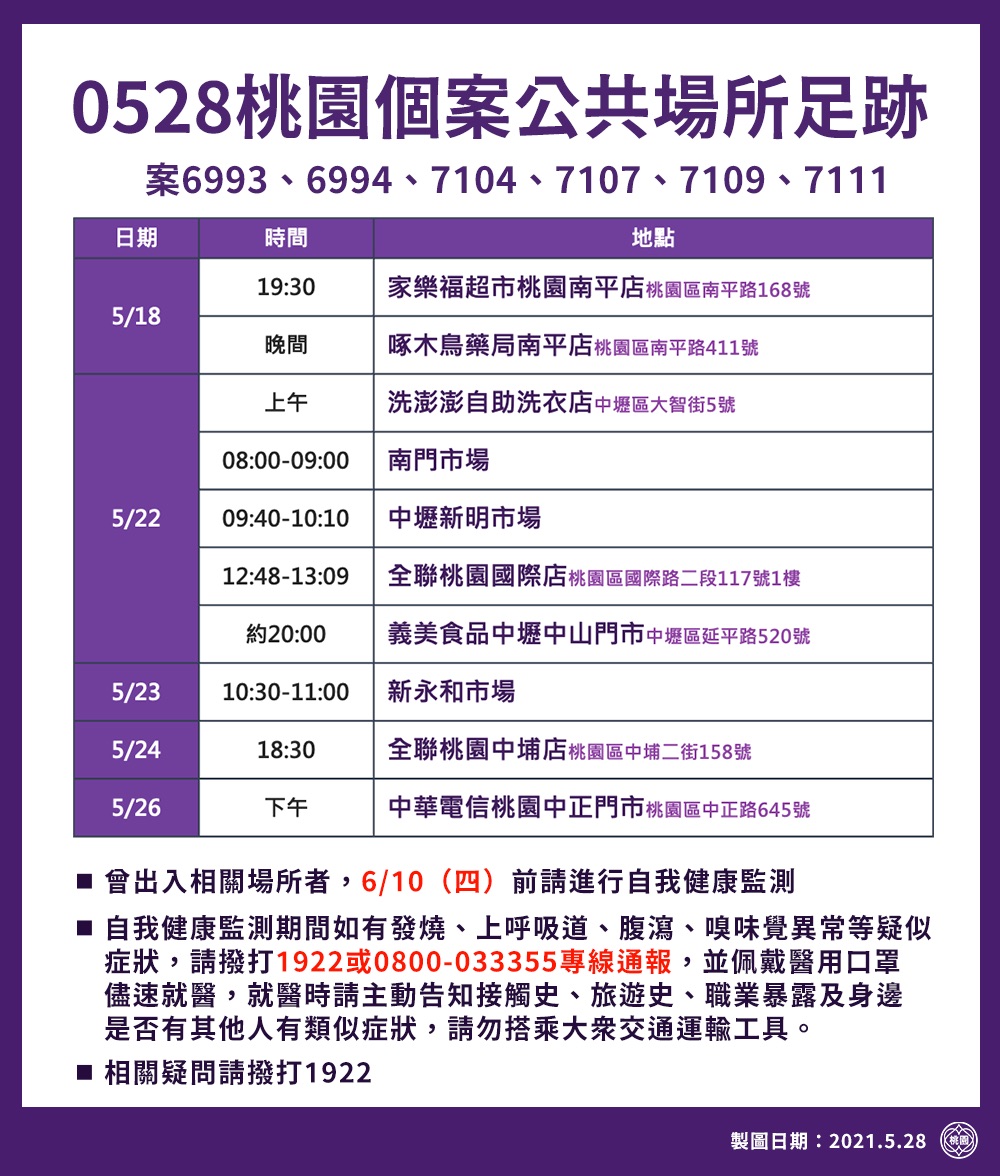 0528桃園個案公共場所足跡
案6993、6994、7104、7107、7109、7111
日期 時間 地點
5/18
19:30 家樂福超市桃園南平店桃園區南平路168號
晚間 啄木鳥藥局南平店桃園區南平路411號
5/22
上午 洗澎澎自助洗衣店中壢區大智街5號
08:00-09:00 南門市場
09:40-10:10 中壢新明市場
12:48-13:09 全聯桃園國際店桃園區國際路二段117號1樓
約20:00 義美食品中壢中山門市中壢區延平路520號
5/23 10:30-11:00 新永和市場
5/24 18:30 全聯桃園中埔店桃園區中埔二街158號
5/26 下午 中華電信桃園中正門市桃園區中正路645號
■ 曾出入相關場所者，6/10（四）前請進行自我健康監測
■ 自我健康監測期間如有發燒、上呼吸道、腹瀉、嗅味覺異常等疑似
症狀，請撥打1922或0800-033355專線通報，並佩戴醫用口罩
儘速就醫，就醫時請主動告知接觸史、旅遊史、職業暴露及身邊
是否有其他人有類似症狀，請勿搭乘大眾交通運輸工具。
■ 相關疑問請撥打1922
製圖日期：2021.5.28 桃園